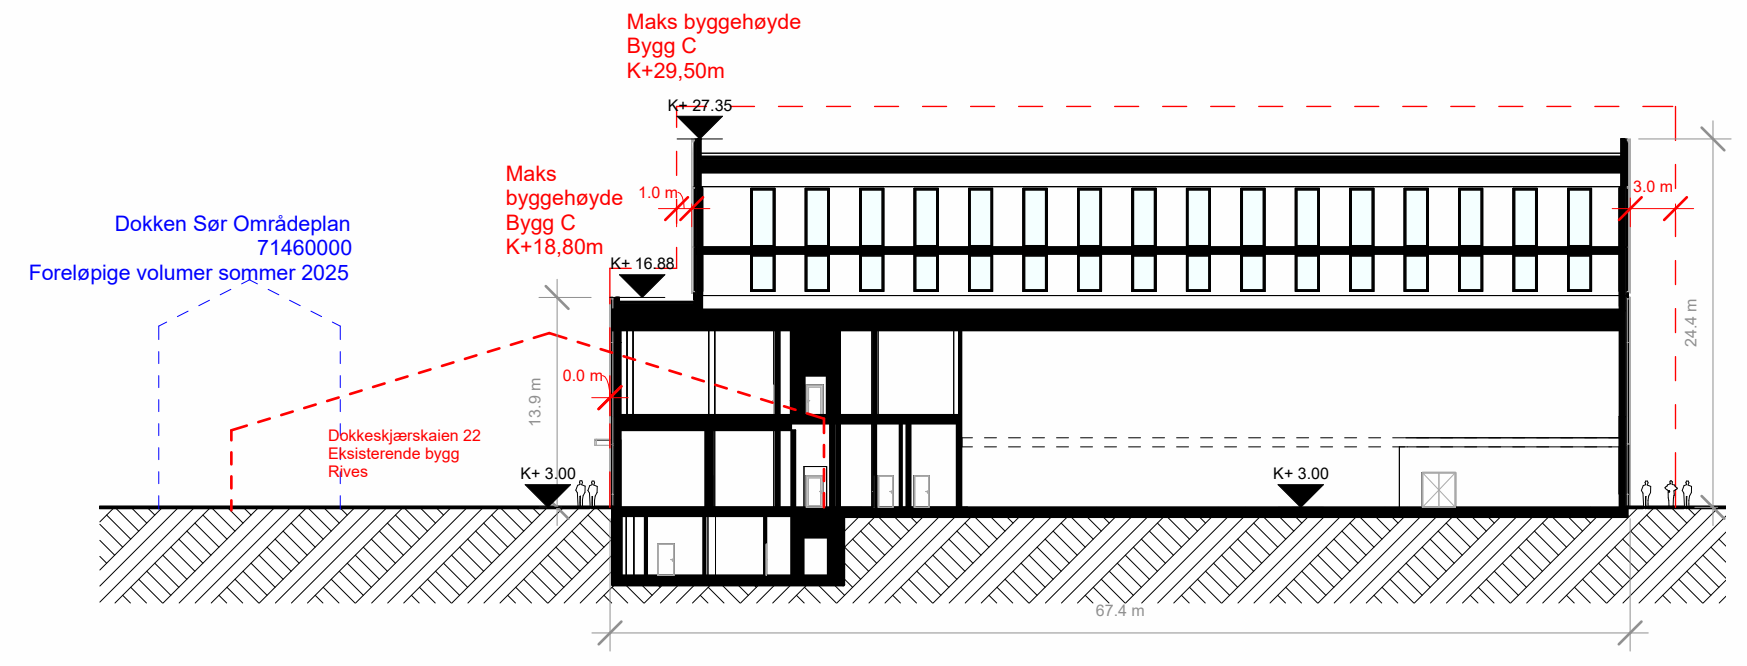 Maks byggehøyde
Bygg C
K+29,50m
K+ 27.35
Maks
byggehøyde
Bygg C
K+18,80m
1.0 m
3.0 m
Dokken Sør Områdeplan
71460000
Foreløpige volumer sommer 2025
K+ 16.88
24.4 m
0.0 m
13.9 m
Dokkeskjærskaien 22
Eksisterende bygg
Rives
K+ 3.00
K+ 3.00
67.4 m